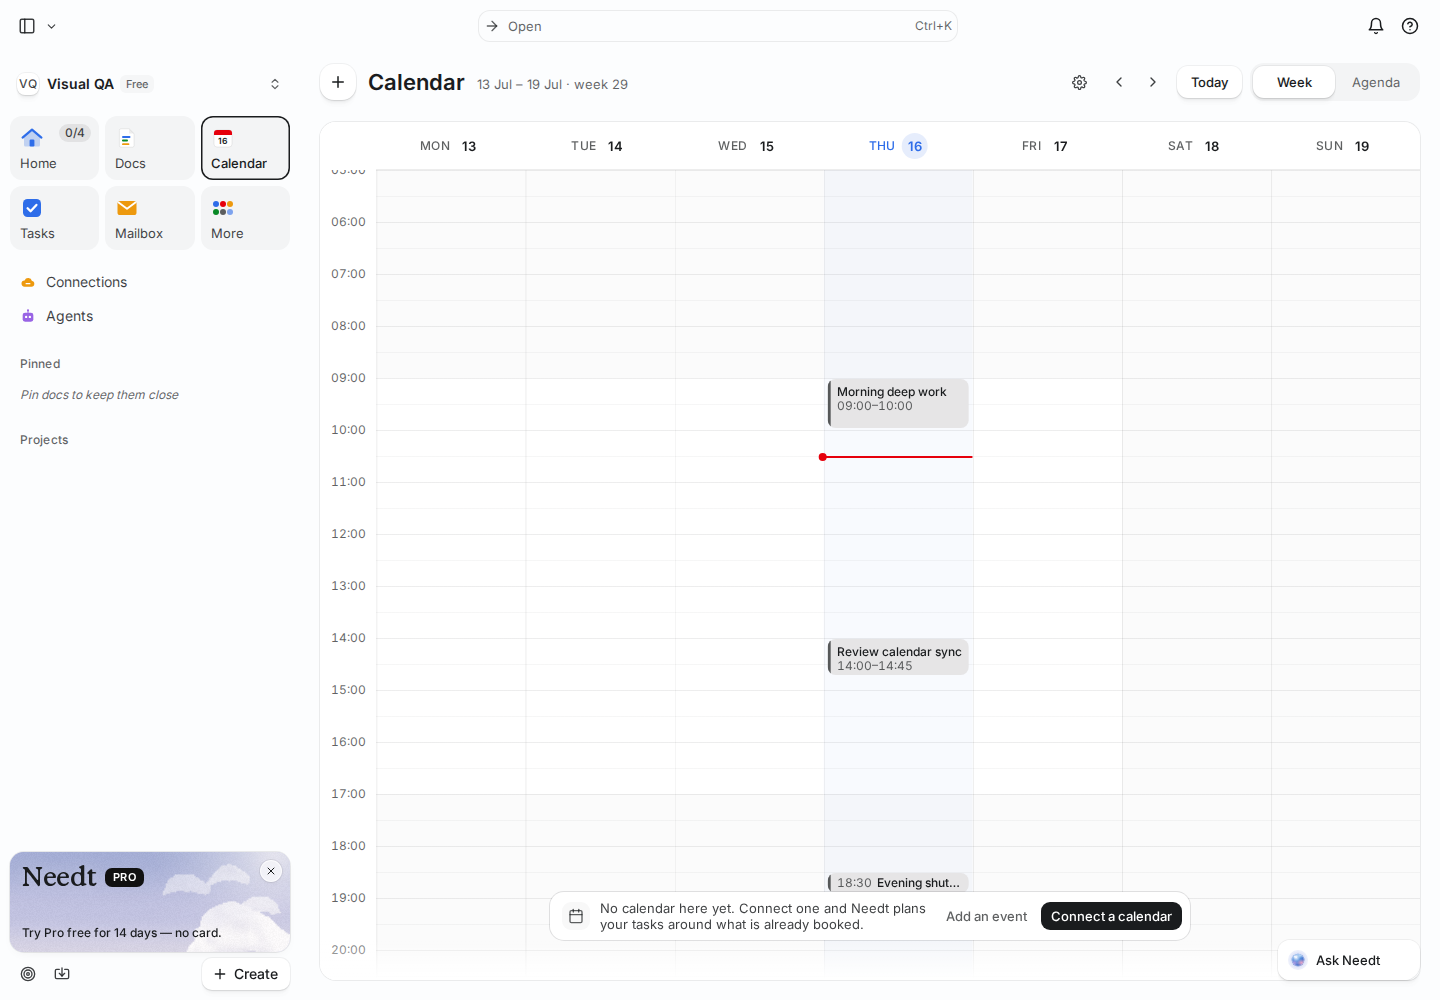 Open
Ctrl+K
VQ Visual QA Free
Calendar 13 Jul – 19 Jul · week 29
Today
Week
Agenda
0/4
Home
Docs
16
Calendar
Tasks
Mailbox
More
Connections
Agents
Pinned
Pin docs to keep them close
Projects
MON 13
TUE 14
WED 15
THU 16
FRI 17
SAT 18
SUN 19
05:00
06:00
07:00
08:00
09:00
10:00
11:00
12:00
13:00
14:00
15:00
16:00
17:00
18:00
19:00
20:00
Morning deep work
09:00–10:00
Review calendar sync
14:00–14:45
18:30 Evening shut...
No calendar here yet. Connect one and Needt plans
your tasks around what is already booked.
Add an event
Connect a calendar
Needt PRO
Try Pro free for 14 days — no card.
Create
Ask Needt